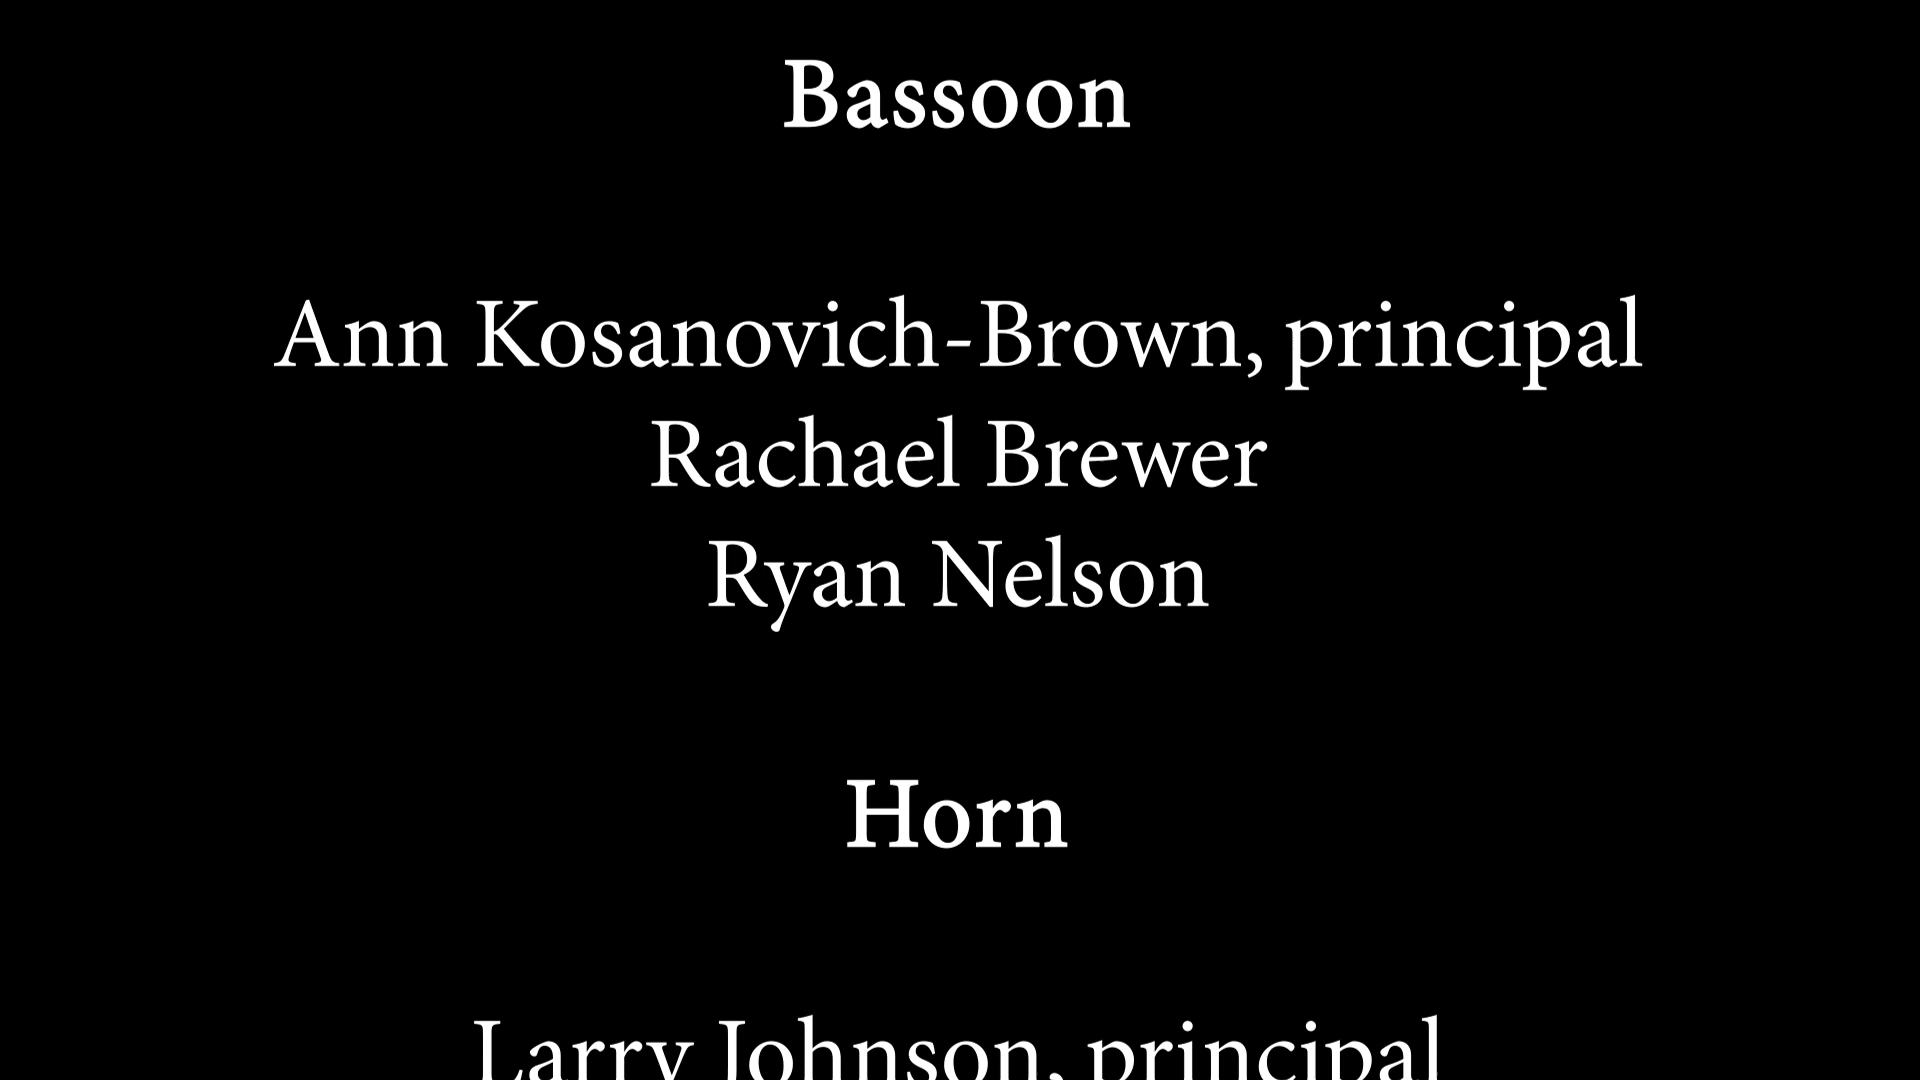 Bassoon
Ann Kosanovich-Brown, principal
Rachael Brewer
Ryan Nelson
Horn
Larry Johnson, principal